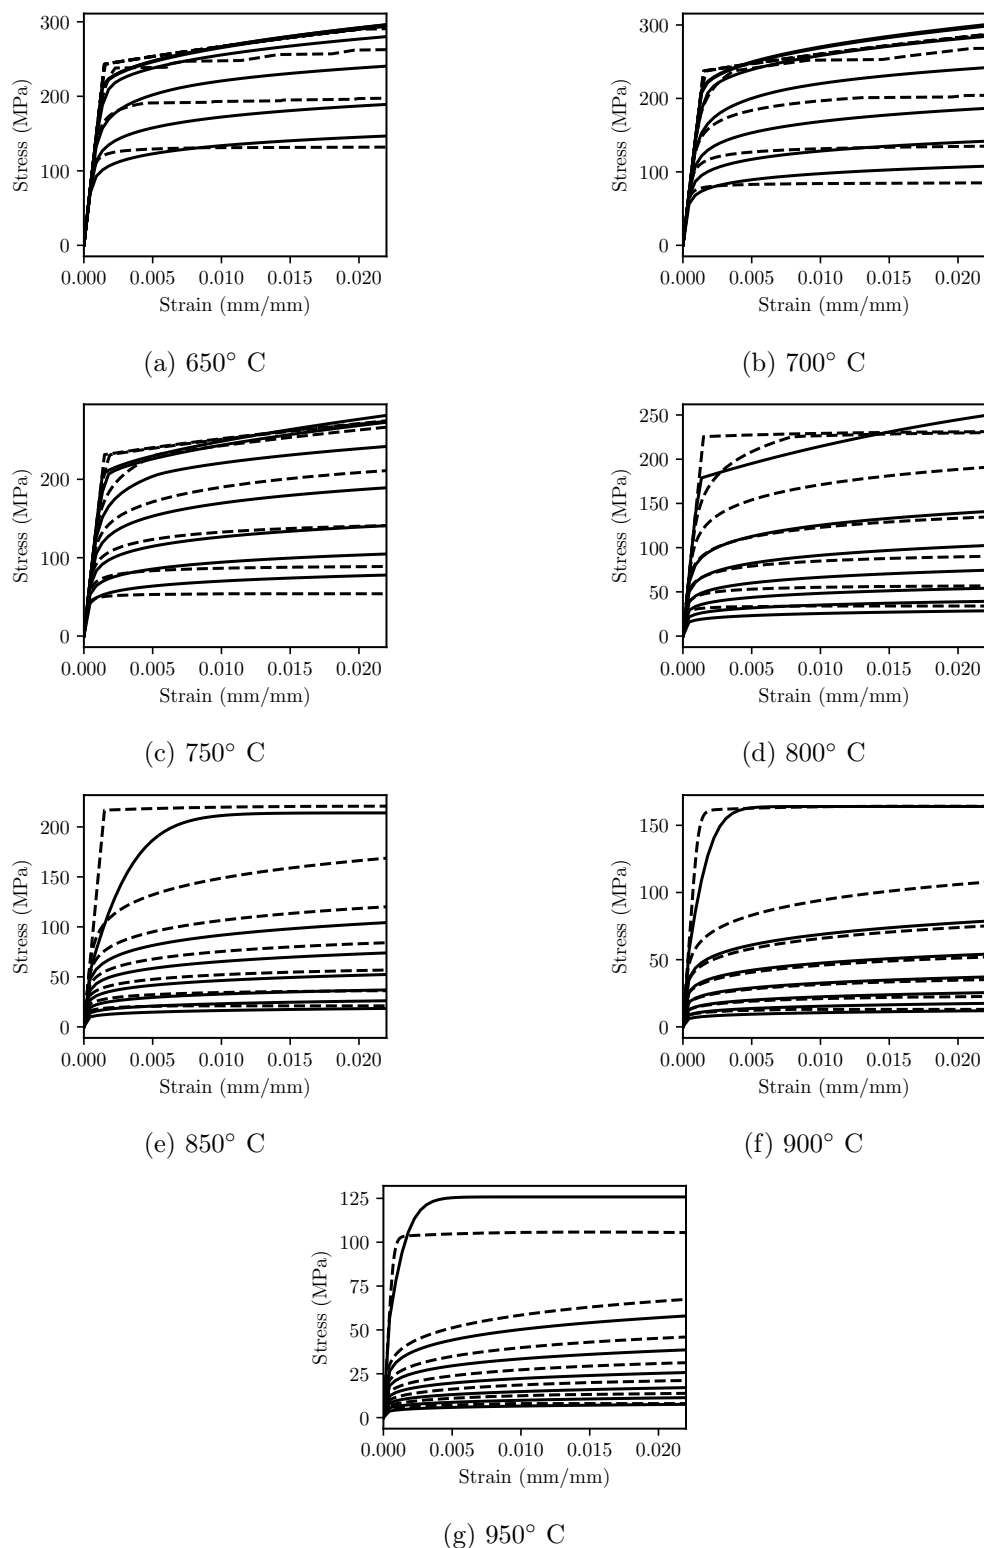 300
200
100
0
Stress (MPa)
0.000 0.005 0.010 0.015 0.020
Strain (mm/mm)
(a) 650° C
300
200
100
0
Stress (MPa)
0.000 0.005 0.010 0.015 0.020
Strain (mm/mm)
(b) 700° C
200
100
0
Stress (MPa)
0.000 0.005 0.010 0.015 0.020
Strain (mm/mm)
(c) 750° C
250
200
150
100
50
0
Stress (MPa)
0.000 0.005 0.010 0.015 0.020
Strain (mm/mm)
(d) 800° C
200
150
100
50
0
Stress (MPa)
0.000 0.005 0.010 0.015 0.020
Strain (mm/mm)
(e) 850° C
150
100
50
0
Stress (MPa)
0.000 0.005 0.010 0.015 0.020
Strain (mm/mm)
(f) 900° C
125
100
75
50
25
0
Stress (MPa)
0.000 0.005 0.010 0.015 0.020
Strain (mm/mm)
(g) 950° C